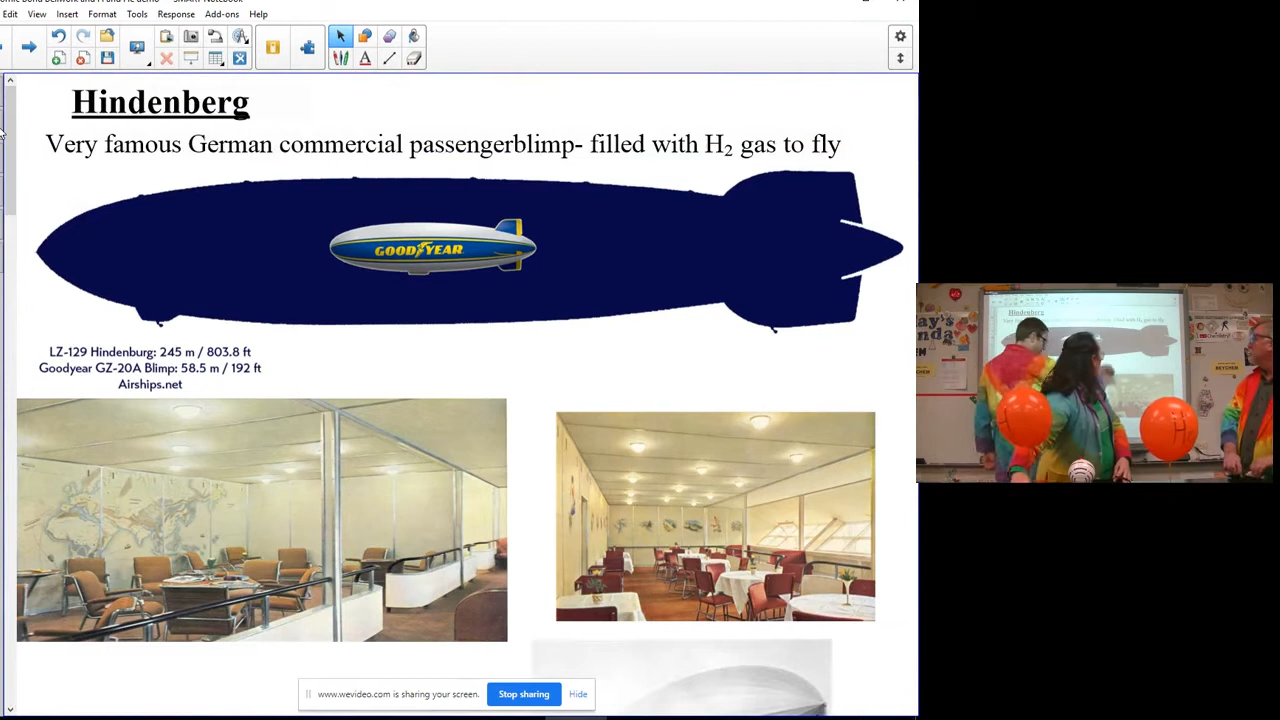 Edit View Insert Format Tools Response Add-ons Help
Hindenberg
Very famous German commercial passengerblimp- filled with H₂ gas to fly
GOODYEAR
LZ-129 Hindenburg: 245 m / 803.8 ft
Goodyear GZ-20A Blimp: 58.5 m / 192 ft
Airships.net
Hindenberg
H
www.wevideo.com is sharing your screen.
Stop sharing
Hide